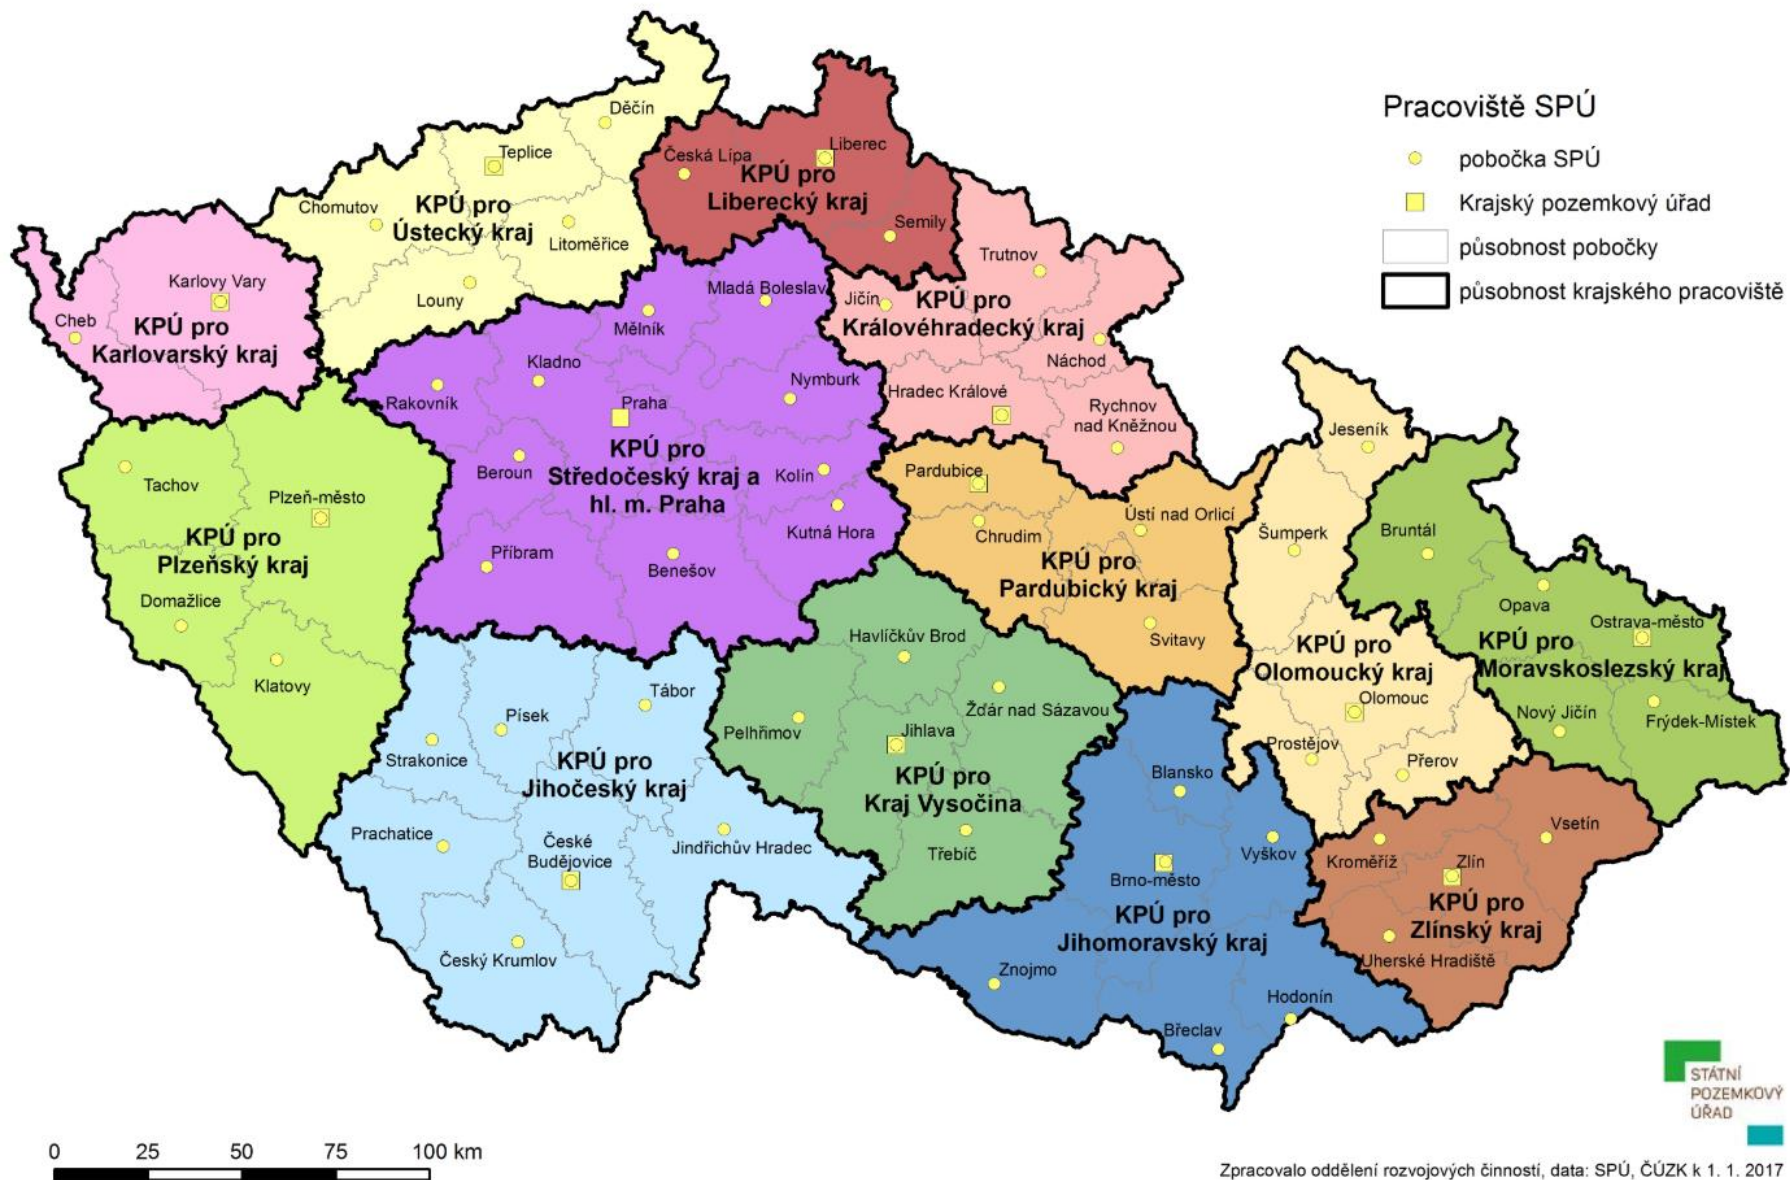 Pracoviště SPÚ
pobočka SPÚ
Krajský pozemkový úřad
působnost pobočky
působnost krajského pracoviště
Děčín
Teplice
Chomutov
KPÚ pro
Ústecký kraj
Litoměřice
Louny
Česká Lípa
Liberec
KPÚ pro
Liberecký kraj
Semily
Karlovy Vary
Cheb
KPÚ pro
Karlovarský kraj
Trutnov
Jičín
KPÚ pro
Královéhradecký kraj
Náchod
Hradec Králové
Rychnov
nad Kněžnou
Mladá Boleslav
Mělník
Kladno
Rakovník
Praha
Nymburk
Beroun
KPÚ pro
Středočeský kraj a
hl. m. Praha
Kolín
Kutná Hora
Příbram
Benešov
Tachov
Plzeň-město
KPÚ pro
Plzeňský kraj
Domažlice
Klatovy
Pardubice
Chrudim
Ústí nad Orlicí
KPÚ pro
Pardubický kraj
Svitavy
Jeseník
Šumperk
KPÚ pro
Olomoucký kraj
Olomouc
Prostějov
Přerov
Bruntál
Opava
Ostrava-město
KPÚ pro
Moravskoslezský kraj
Nový Jičín
Frýdek-Místek
Havlíčkův Brod
Žďár nad Sázavou
Pelhřimov
Jihlava
KPÚ pro
Kraj Vysočina
Třebíč
Tábor
Písek
Strakonice
KPÚ pro
Jihočeský kraj
Prachatice
České
Budějovice
Jindřichův Hradec
Český Krumlov
Blansko
Vyškov
Brno-město
KPÚ pro
Jihomoravský kraj
Znojmo
Hodonín
Břeclav
Vsetín
Kroměříž
Zlín
KPÚ pro
Zlínský kraj
Uherské Hradiště
STÁTNÍ
POZEMKOVÝ
ÚŘAD
0 25 50 75 100 km
Zpracovalo oddělení rozvojových činností, data: SPÚ, ČÚZK k 1. 1. 2017